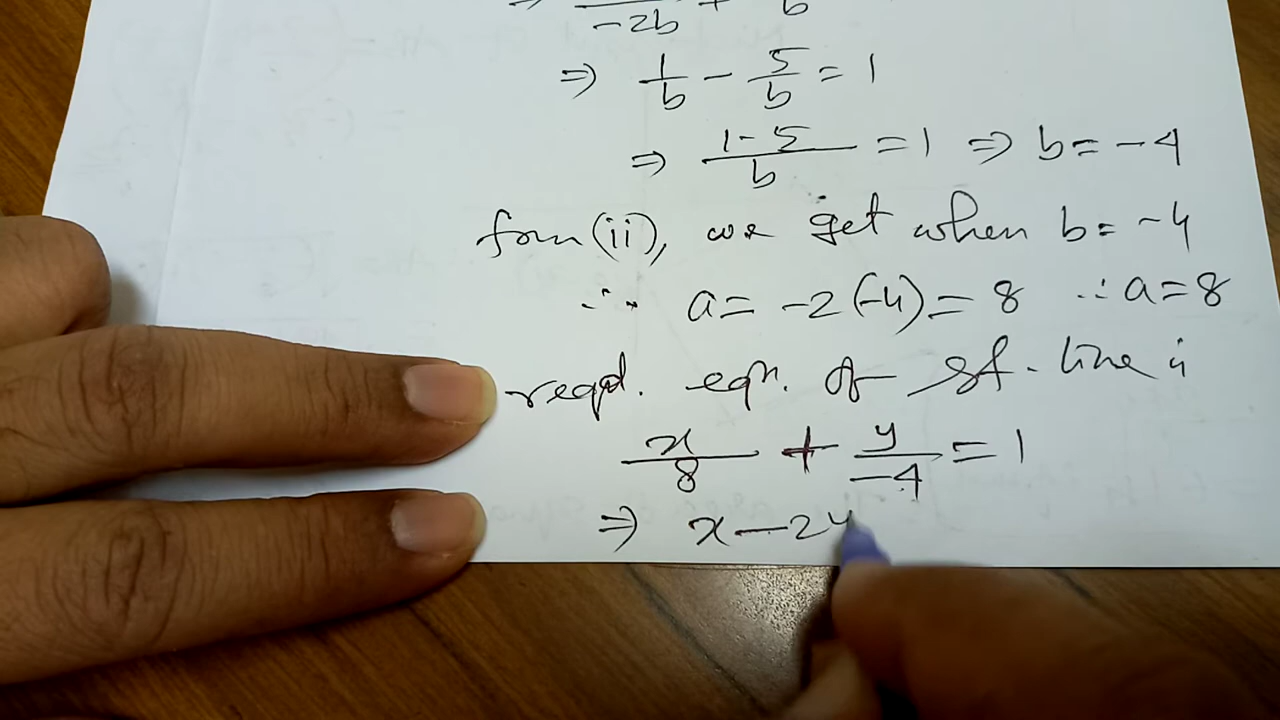 ⇒ /-2b + /b
⇒ 1/b - 5/b = 1
⇒ (1-5)/b = 1 ⇒ b = -4
from (ii), we get when b = -4
∴ a = -2(-4) = 8 ∴ a = 8
reqd. eqn. of st. line is
x/8 + y/-4 = 1
⇒ x - 2y